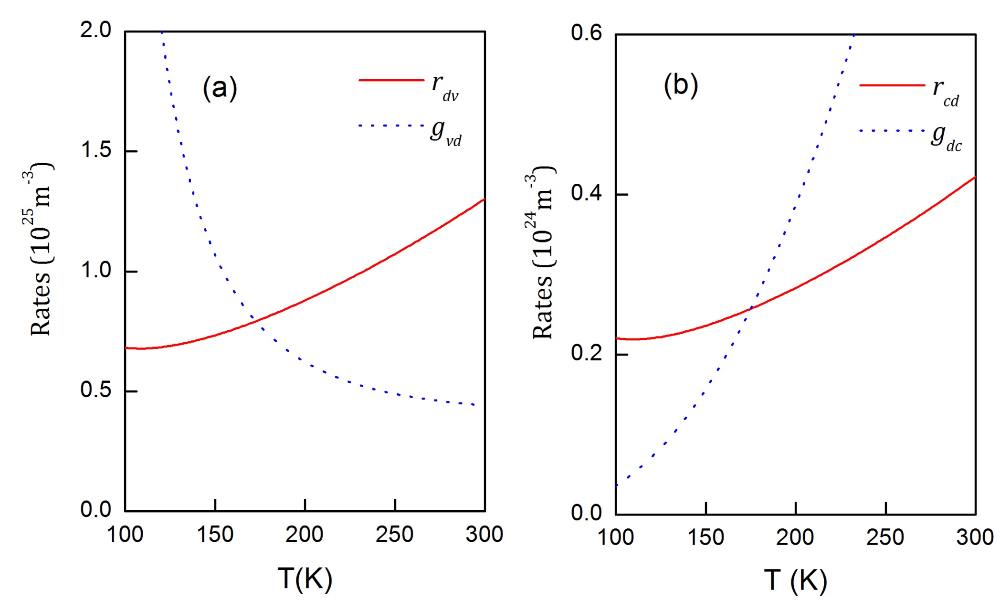 2.0
1.5
1.0
0.5
0.0
100 150 200 250 300
T(K)
Rates (10^25 m^-3)
(a)
r_dv
g_vd
0.6
0.4
0.2
0.0
100 150 200 250 300
T (K)
Rates (10^24 m^-3)
(b)
r_cd
g_dc